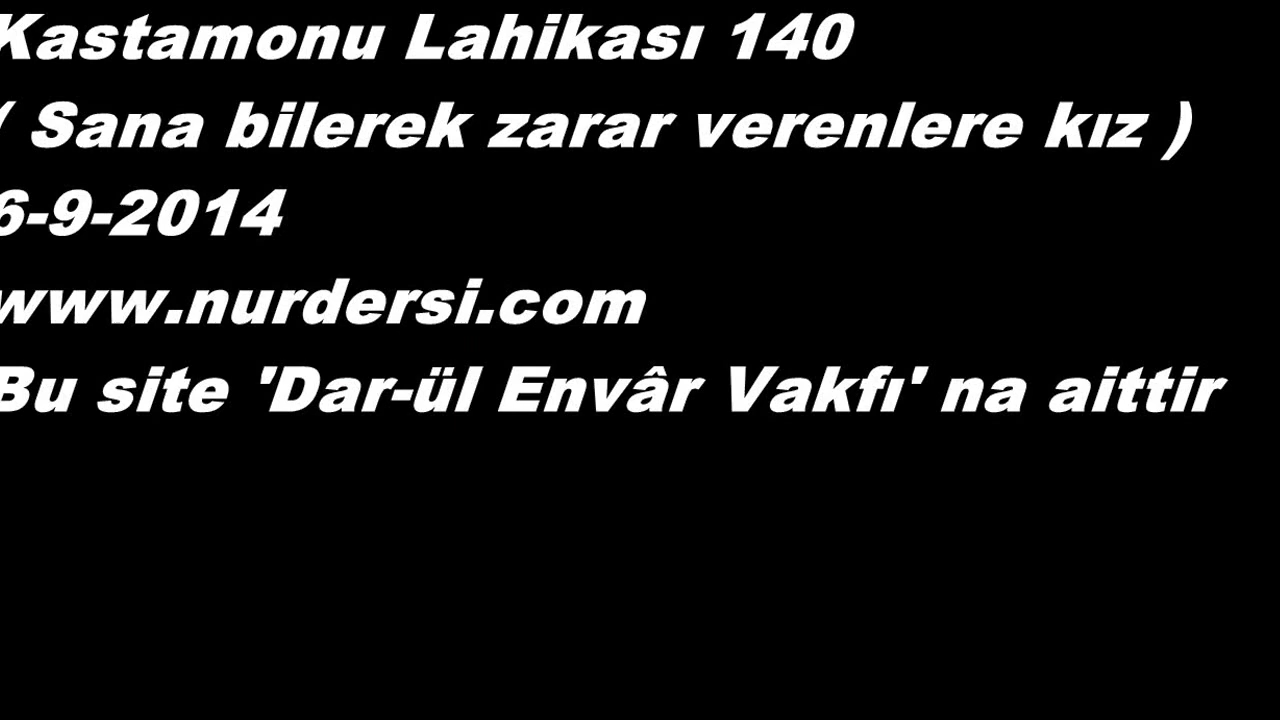 Kastamonu Lahikası 140
( Sana bilerek zarar verenlere kız )
6-9-2014
www.nurdersi.com
Bu site 'Dar-ül Envâr Vakfı' na aittir